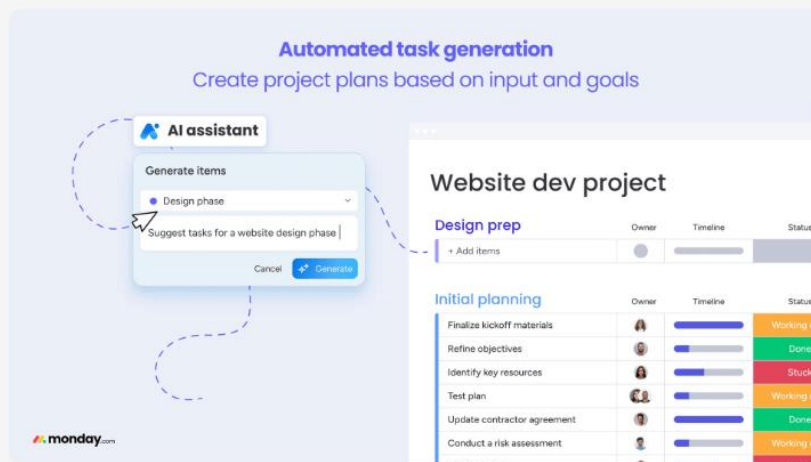 Automated task generation
Create project plans based on input and goals
AI assistant
Generate items
Design phase
Suggest tasks for a website design phase
Cancel
Generate
Website dev project
Design prep Owner Timeline Status
+ Add items
Initial planning Owner Timeline Status
Finalize kickoff materials Working
Refine objectives Done
Identify key resources Stuck
Test plan Working
Update contractor agreement Done
Conduct a risk assessment Working
monday.com